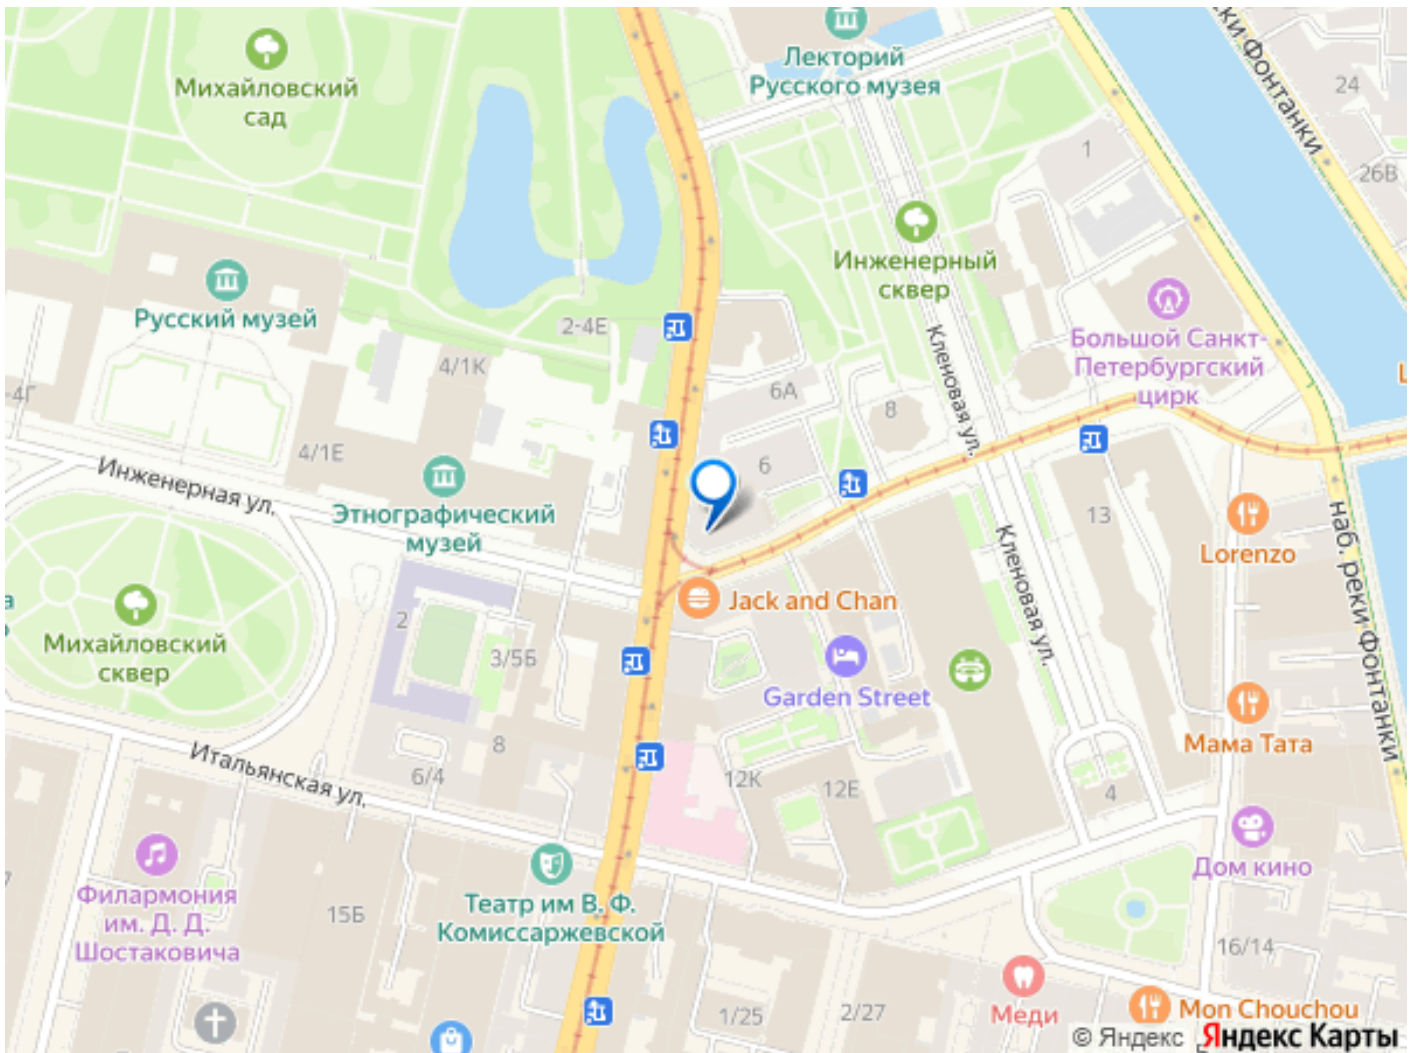 Михайловский
сад
Лекторий
Русского музея
ки Фонтанки
24
26В
1
Инженерный
сквер
Русский музей
2-4Е
Большой Санкт-
Петербургский
цирк
4/1К
6А
8
Кленовая ул.
4Г
4/1Е
6
Инженерная ул.
Этнографический
музей
13
Lorenzo
наб. реки Фонтанки
Кленовая ул.
Jack and Chan
2
а
Михайловский
сквер
3/5Б
Garden Street
8
Мама Тата
Итальянская ул.
6/4
12К
12Е
4
Дом кино
Филармония
им. Д. Д.
Шостаковича
15Б
Театр им В. Ф.
Комиссаржевской
16/14
Меди
1/25
2/27
Mon Chouchou
© Яндекс Яндекс Карты